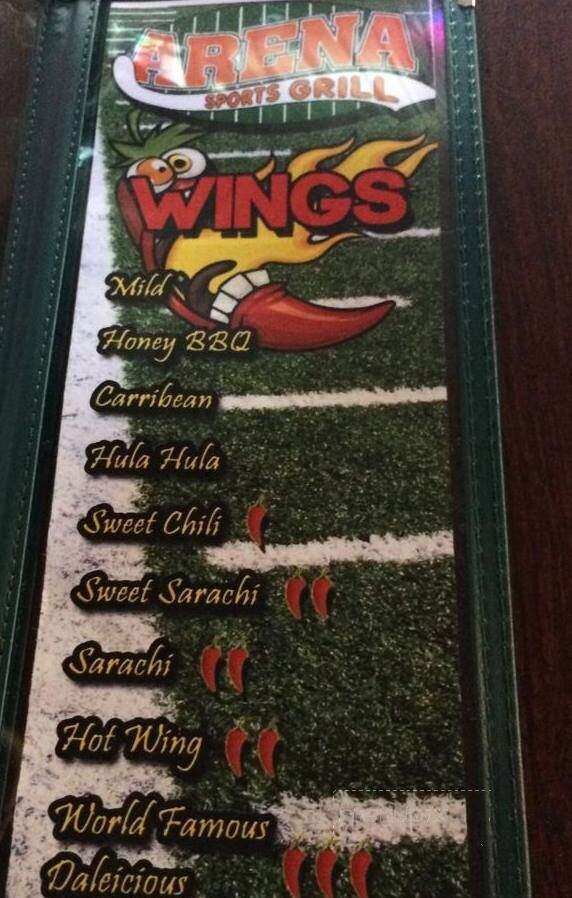 ARENA
SPORTS GRILL
WINGS
Mild
Honey BBQ
Carribean
Hula Hula
Sweet Chili
Sweet Sarachi
Sarachi
Hot Wing
World Famous
Daleicious